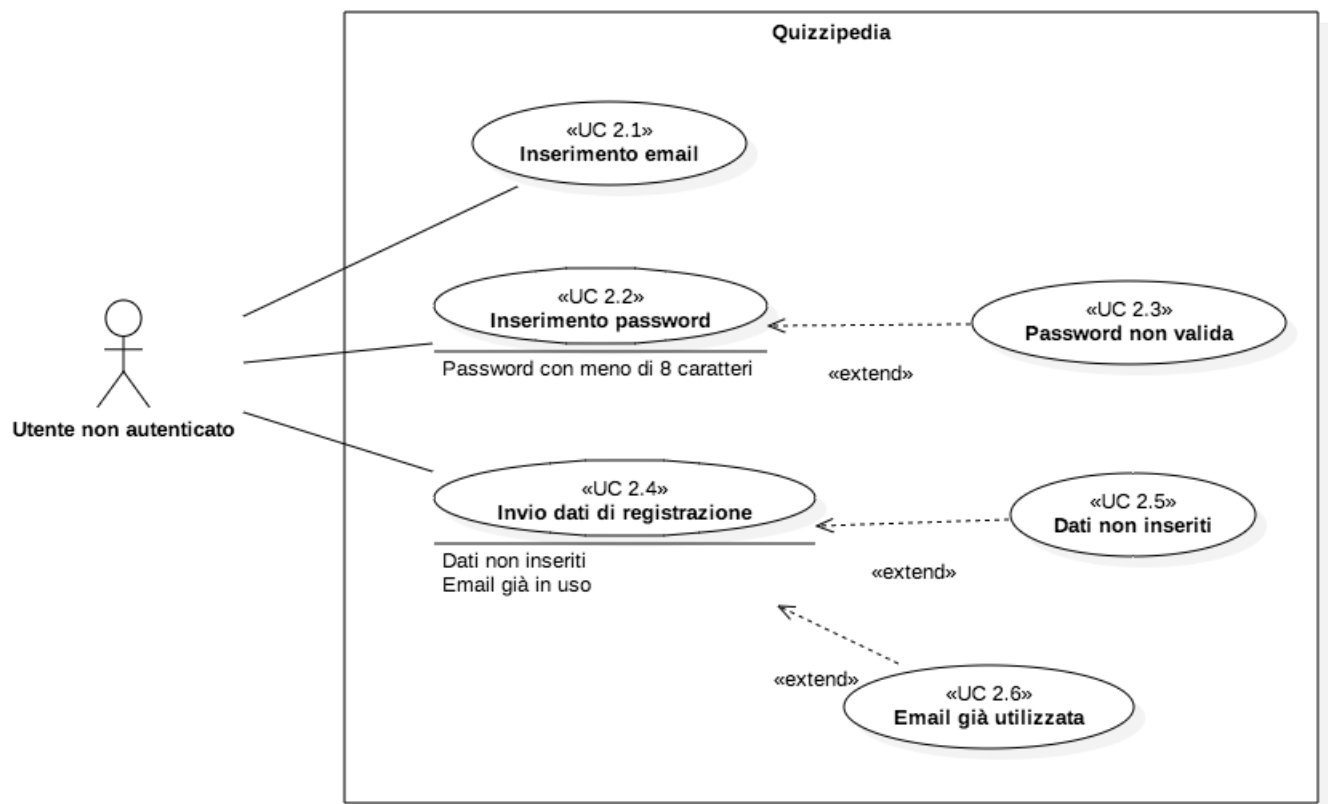 Quizzipedia
«UC 2.1»
Inserimento email
«UC 2.2»
Inserimento password
Password con meno di 8 caratteri
«UC 2.3»
Password non valida
«extend»
Utente non autenticato
«UC 2.4»
Invio dati di registrazione
Dati non inseriti
Email già in uso
«UC 2.5»
Dati non inseriti
«extend»
«extend»
«UC 2.6»
Email già utilizzata